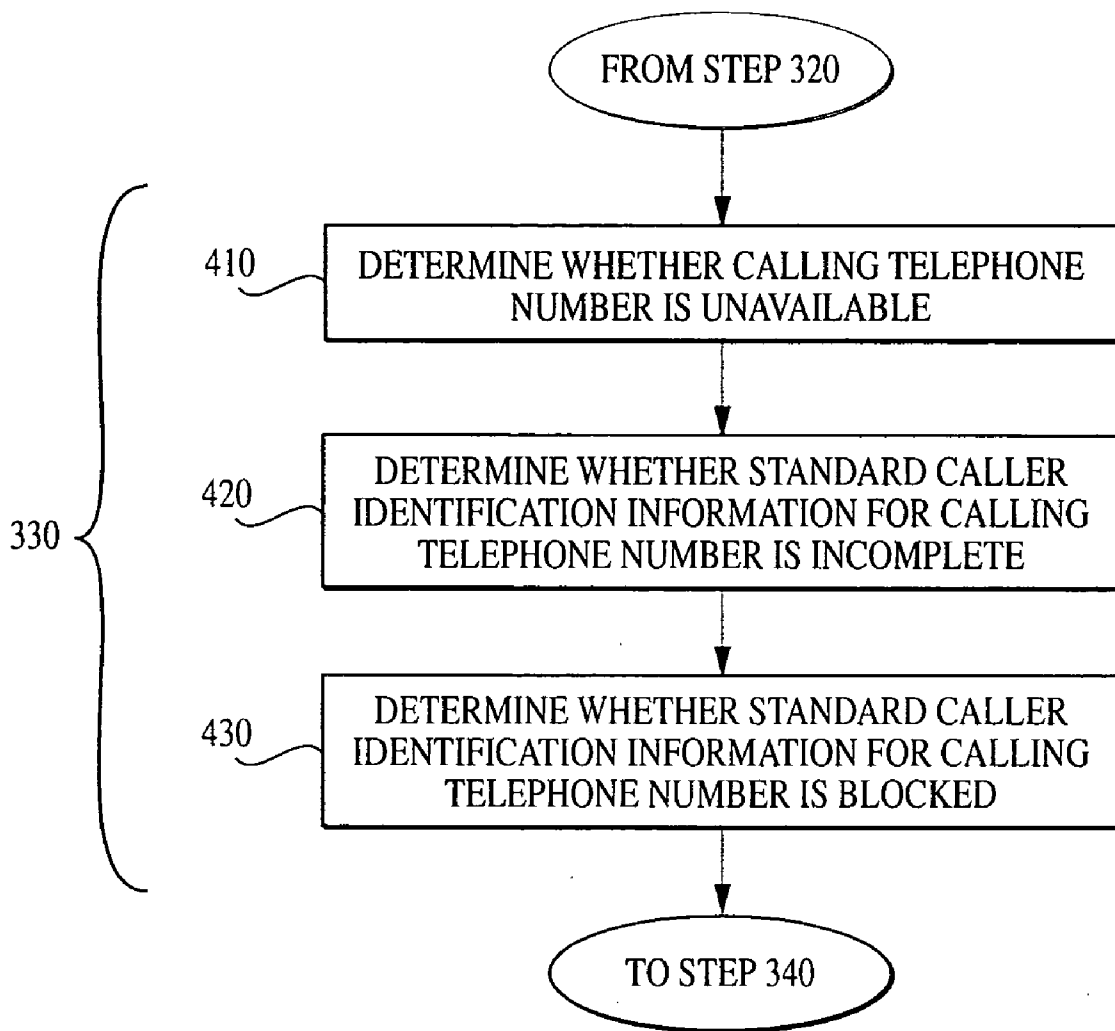 FROM STEP 320
410
DETERMINE WHETHER CALLING TELEPHONE
NUMBER IS UNAVAILABLE
420
DETERMINE WHETHER STANDARD CALLER
IDENTIFICATION INFORMATION FOR CALLING
TELEPHONE NUMBER IS INCOMPLETE
330
430
DETERMINE WHETHER STANDARD CALLER
IDENTIFICATION INFORMATION FOR CALLING
TELEPHONE NUMBER IS BLOCKED
TO STEP 340